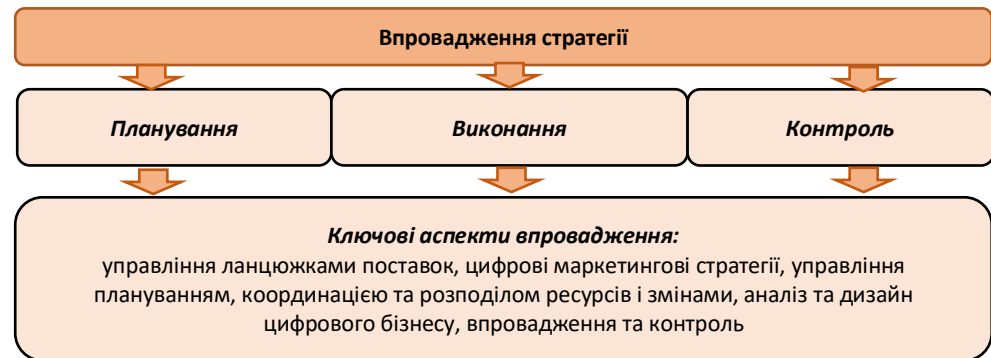 Впровадження стратегії
Планування
Виконання
Контроль
Ключові аспекти впровадження:
управління ланцюжками поставок, цифрові маркетингові стратегії, управління
плануванням, координацією та розподілом ресурсів і змінами, аналіз та дизайн
цифрового бізнесу, впровадження та контроль